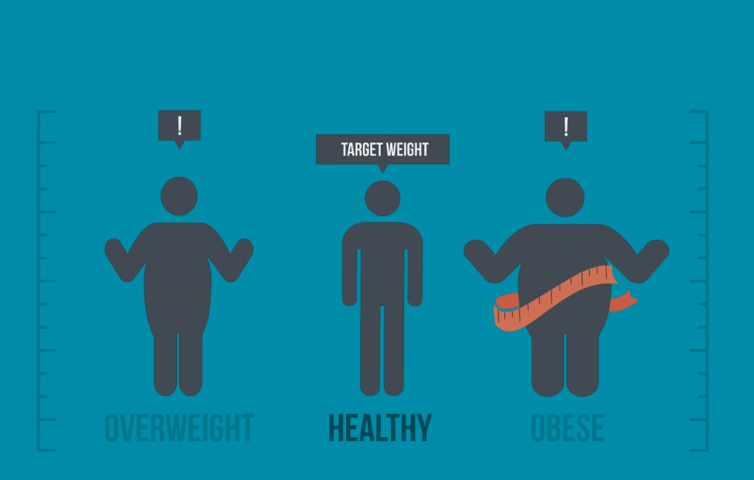 !
TARGET WEIGHT
!
OVERWEIGHT
HEALTHY
OBESE